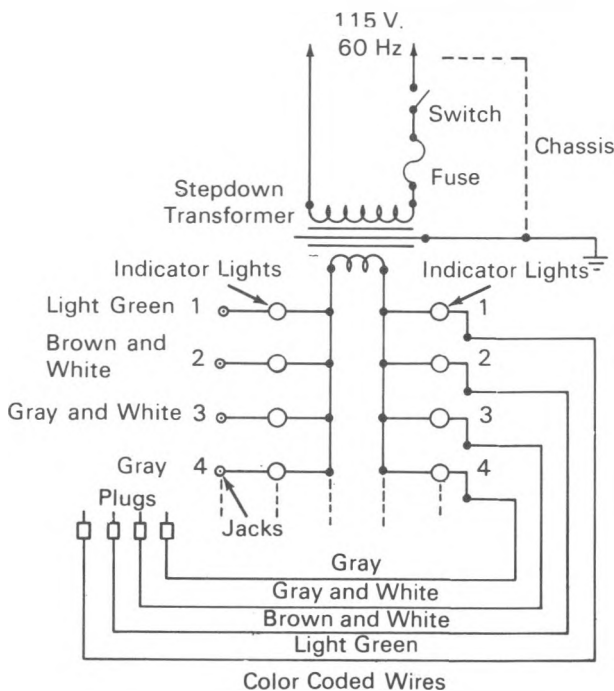 115 V.
60 Hz
Switch
Chassis
Fuse
Stepdown
Transformer
Indicator Lights
Indicator Lights
Light Green 1
1
Brown and
White
2
2
Gray and White 3
3
Gray 4
4
Plugs
Jacks
Gray
Gray and White
Brown and White
Light Green
Color Coded Wires